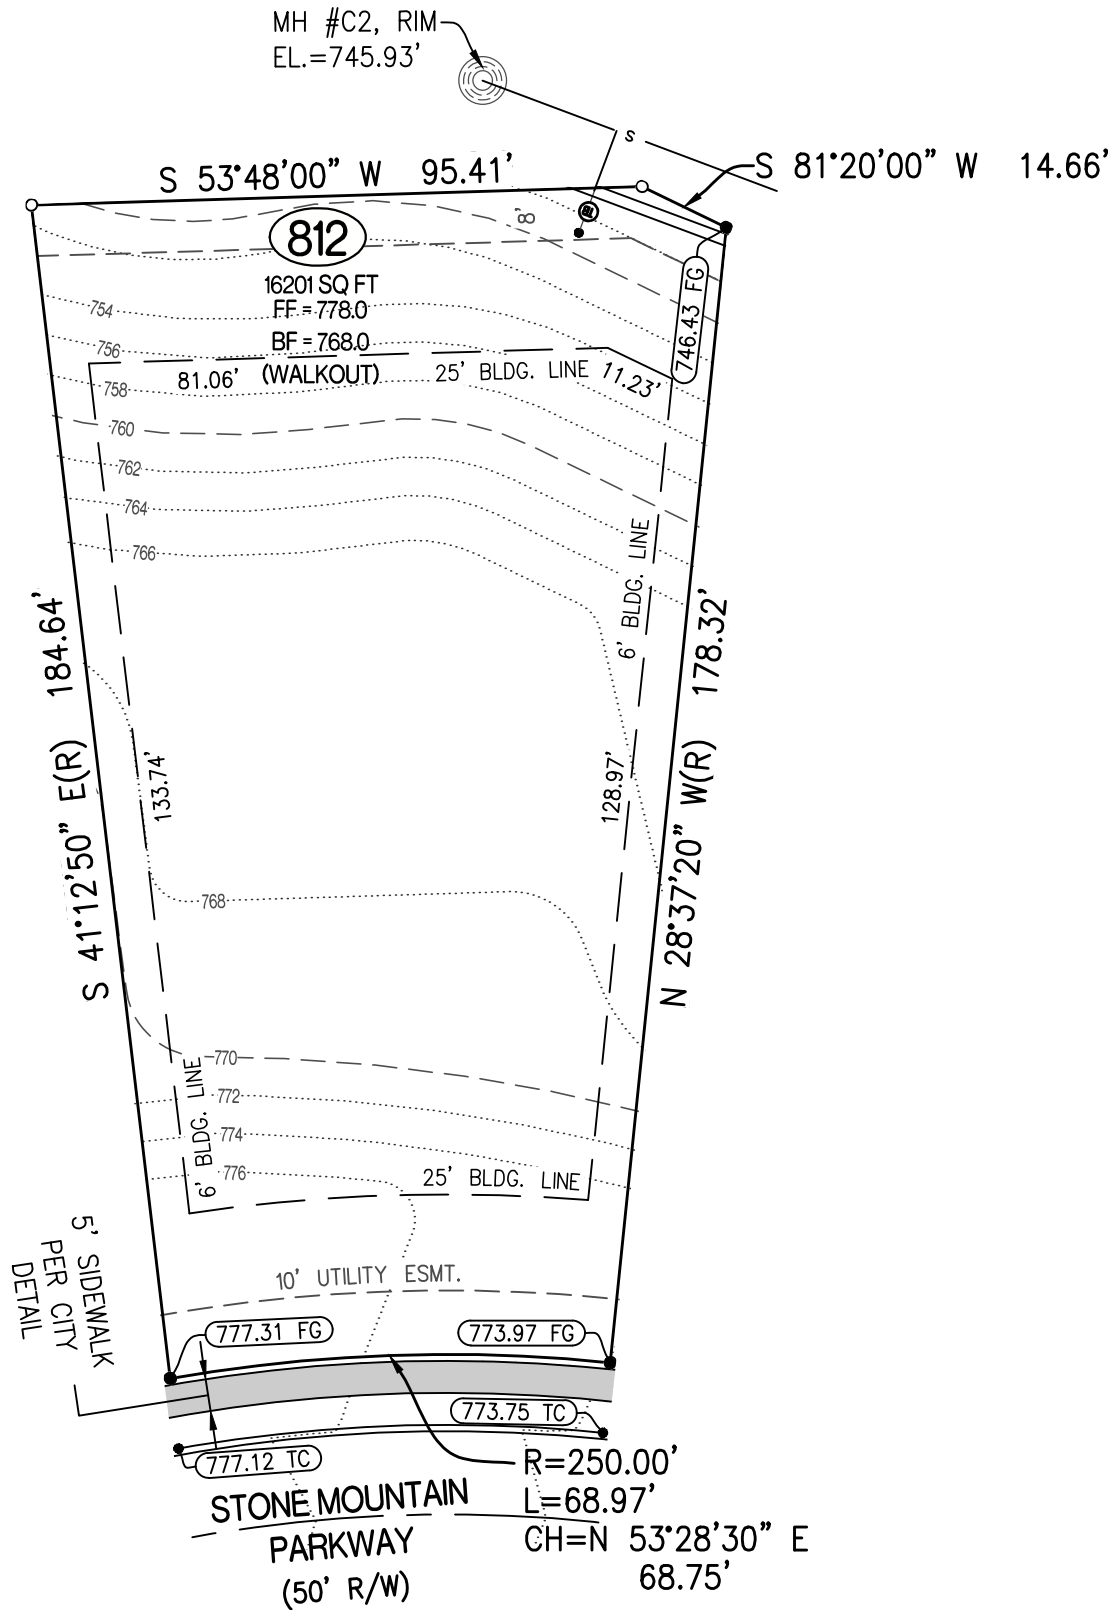 MH #C2, RIM
EL.=745.93'
S
S 81°20'00" W 14.66'
S 53°48'00" W 95.41'
8'
812
16201 SQ FT
FF = 778.0
BF = 768.0
(WALKOUT)
746.43 FG
754
756
758
760
762
764
766
81.06'
25' BLDG. LINE
11.23'
6' BLDG. LINE
S 41°12'50" E(R) 184.64'
N 28°37'20" W(R) 178.32'
133.74'
128.97'
768
770
772
774
776
6' BLDG. LINE
25' BLDG. LINE
10' UTILITY ESMT.
5' SIDEWALK
PER CITY
DETAIL
777.31 FG
773.97 FG
773.75 TC
777.12 TC
R=250.00'
L=68.97'
CH=N 53°28'30" E
68.75'
STONE MOUNTAIN
PARKWAY
(50' R/W)